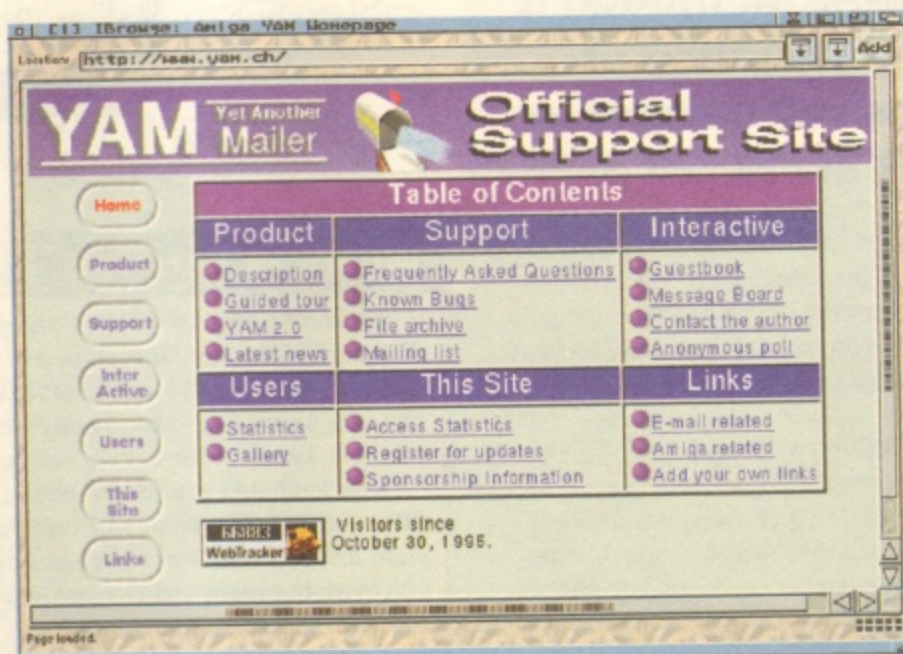 [1] IBrowse: Amiga YAM Homepage
Location: http://www.yam.ch/ Add
YAM Yet Another Mailer
Official Support Site
Home
Product
Support
Inter Active
Users
This Site
Links
Table of Contents
Product Support Interactive
Description Frequently Asked Questions Guestbook
Guided tour Known Bugs Message Board
YAM 2.0 File archive Contact the author
Latest news Mailing list Anonymous poll
Users This Site Links
Statistics Access Statistics E-mail related
Gallery Register for updates Amiga related
Sponsorship Information Add your own links
WebTracker
Visitors since
October 30, 1995.
Page loaded.